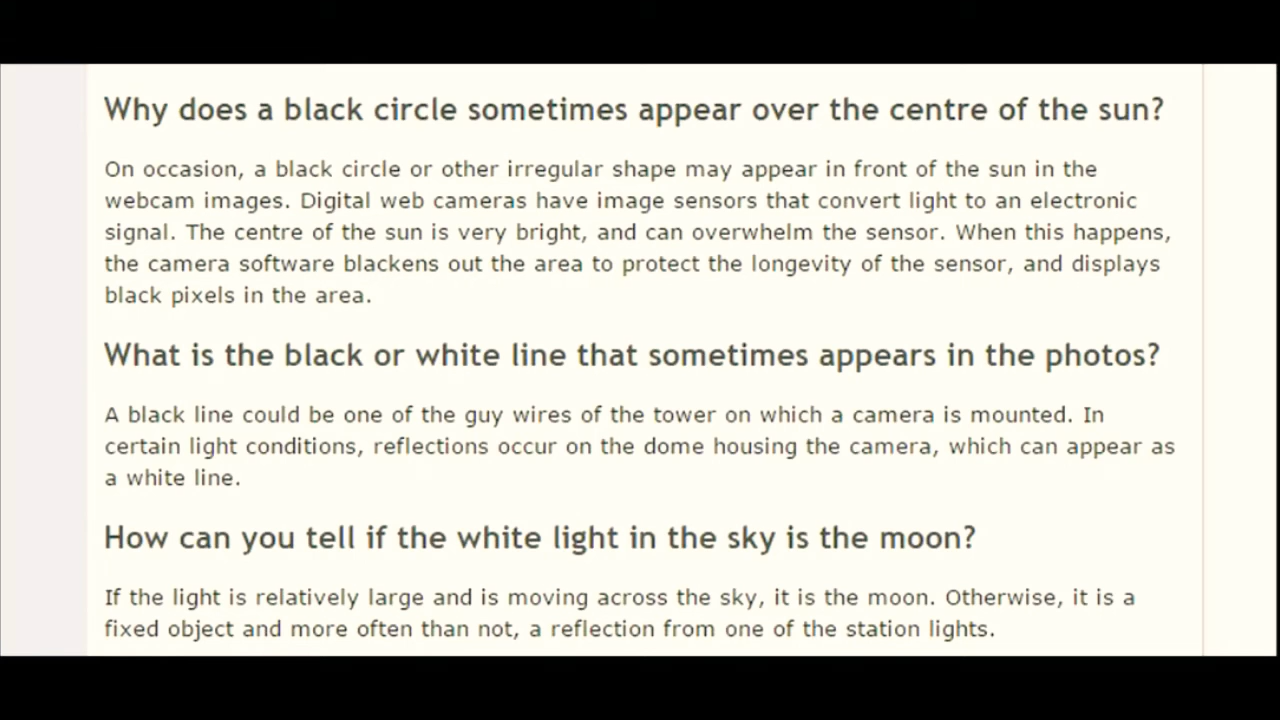 Why does a black circle sometimes appear over the centre of the sun?
On occasion, a black circle or other irregular shape may appear in front of the sun in the
webcam images. Digital web cameras have image sensors that convert light to an electronic
signal. The centre of the sun is very bright, and can overwhelm the sensor. When this happens,
the camera software blackens out the area to protect the longevity of the sensor, and displays
black pixels in the area.
What is the black or white line that sometimes appears in the photos?
A black line could be one of the guy wires of the tower on which a camera is mounted. In
certain light conditions, reflections occur on the dome housing the camera, which can appear as
a white line.
How can you tell if the white light in the sky is the moon?
If the light is relatively large and is moving across the sky, it is the moon. Otherwise, it is a
fixed object and more often than not, a reflection from one of the station lights.